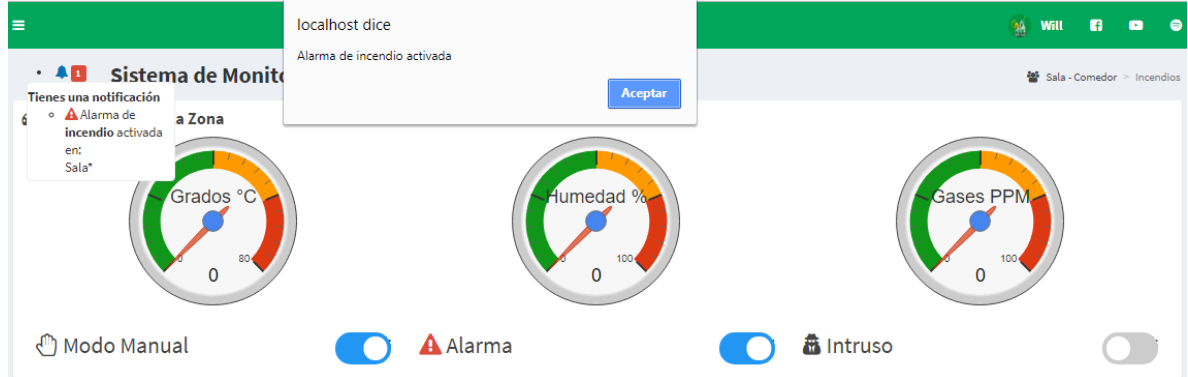 localhost dice
Alarma de incendio activada
Aceptar
Will
1 Sistema de Monito
Sala - Comedor > Incendios
Tienes una notificación
Alarma de
incendio activada
en:
Sala*
a Zona
Grados °C
0 80
0
Humedad %
0 100
0
Gases PPM
0 100
0
Modo Manual
Alarma
Intruso